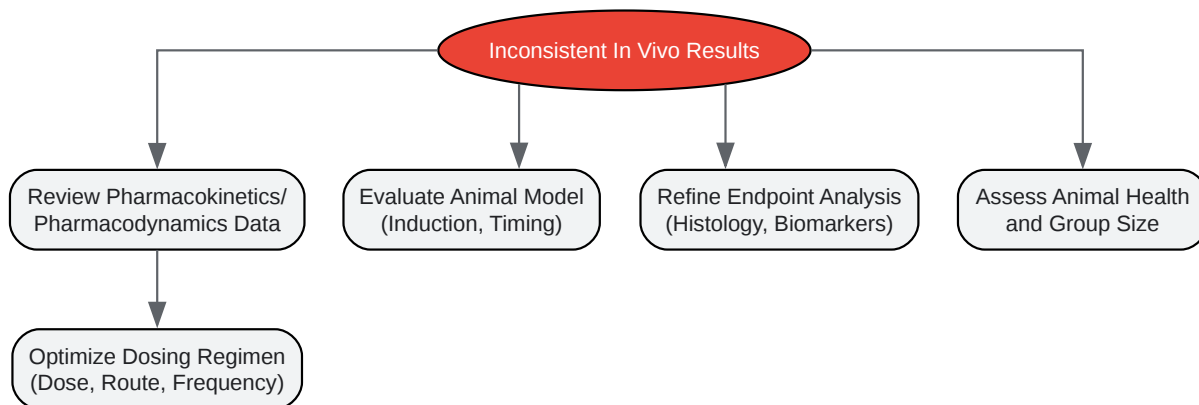 Inconsistent In Vivo Results
Review Pharmacokinetics/
Pharmacodynamics Data
Evaluate Animal Model
(Induction, Timing)
Refine Endpoint Analysis
(Histology, Biomarkers)
Assess Animal Health
and Group Size
Optimize Dosing Regimen
(Dose, Route, Frequency)